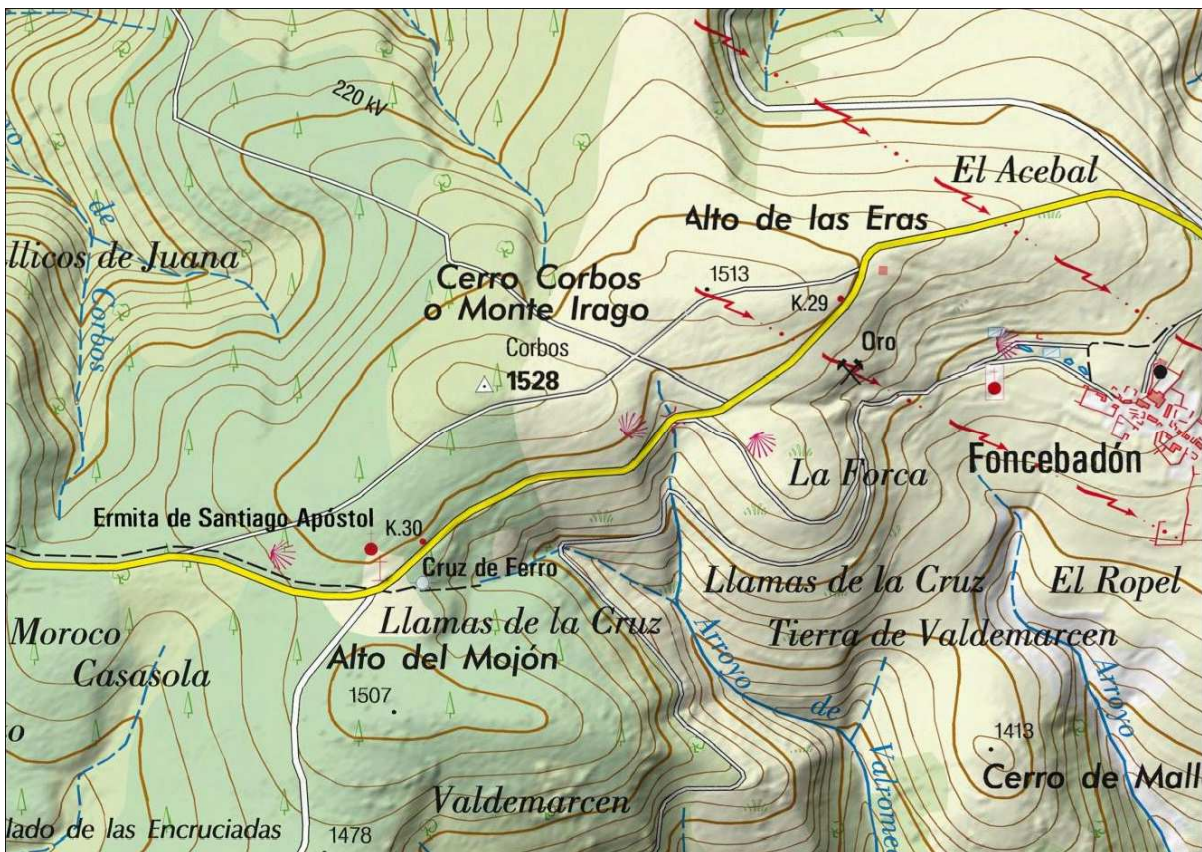 220 kV
El Acebal
Alto de las Eras
de
llicos de Juana
Corbos
Cerro Corbos
o Monte Irago
1513
K.29
Oro
Corbos
1528
La Forca
Foncebadón
Ermita de Santiago Apóstol
K.30
Cruz de Ferro
Llamas de la Cruz
El Ropel
Llamas de la Cruz
Moroco
Tierra de Valdemarcen
Casasola
Alto del Mojón
Arroyo
de
Valrome
Arroyo
1507
1413
Cerro de Mall
Valdemarcen
lado de las Encruciadas
1478